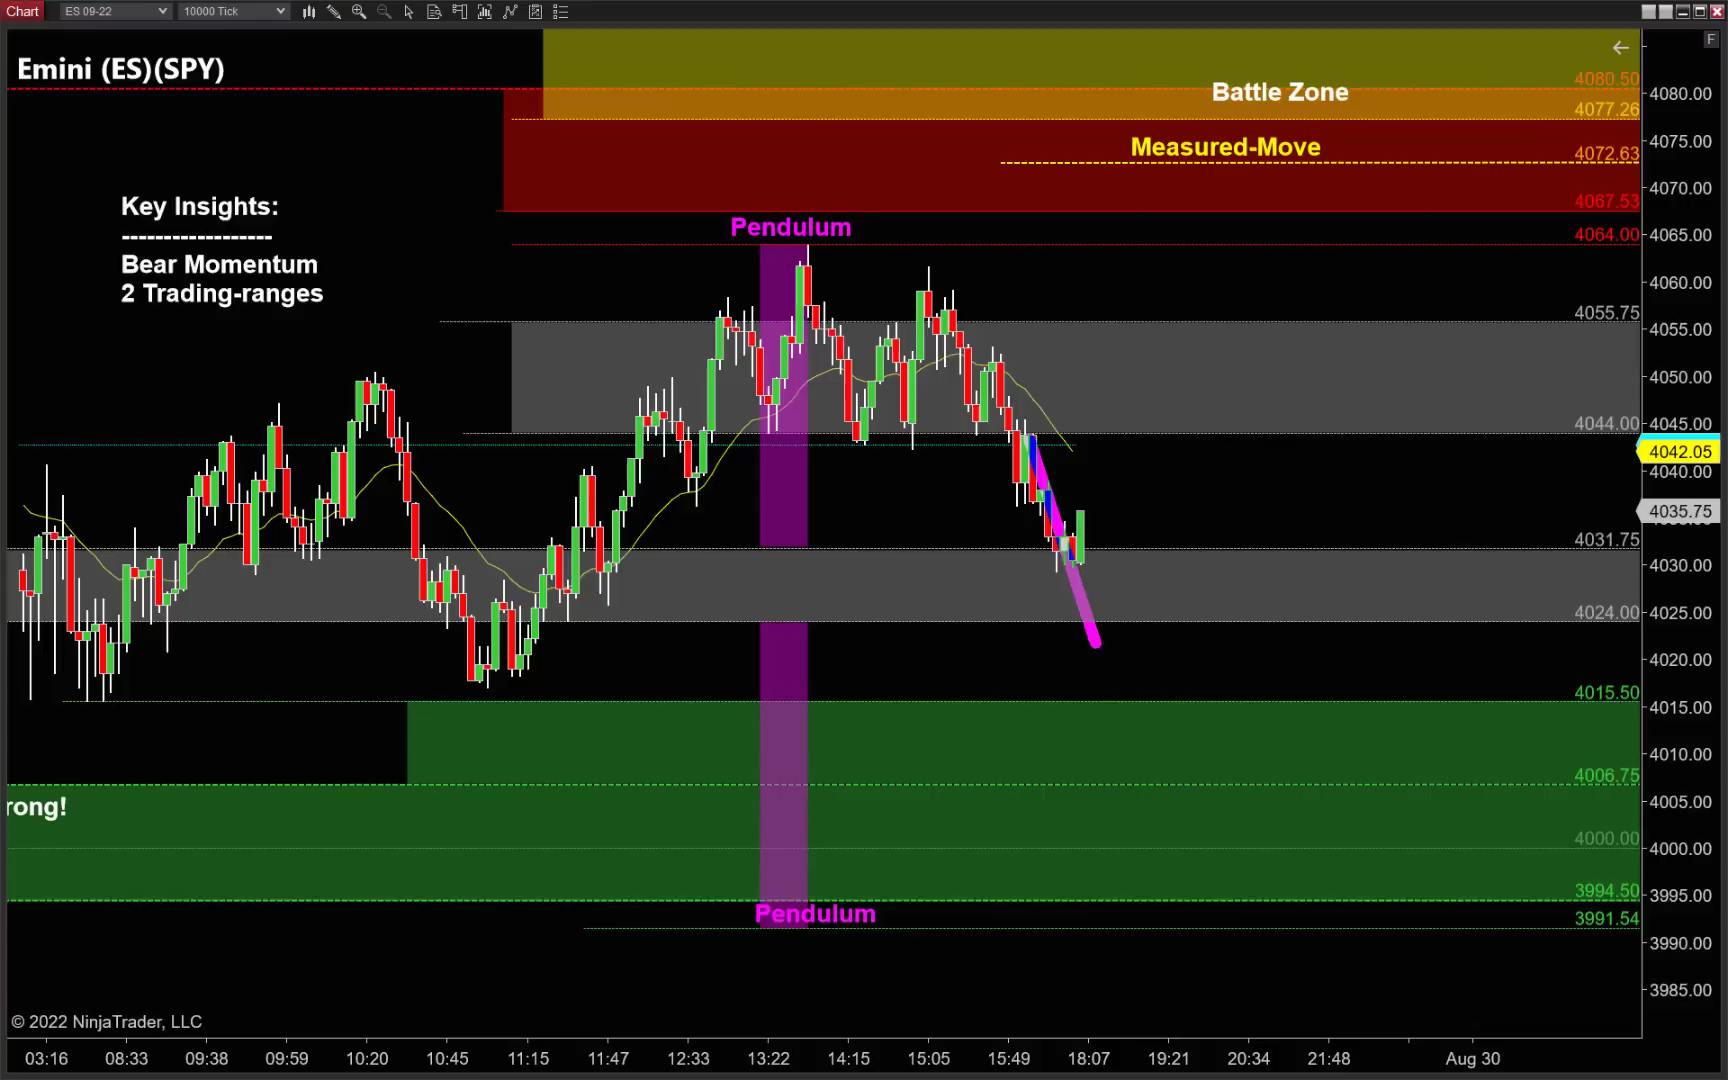 Chart ES 09-22 10000 Tick
F
Emini (ES)(SPY)
Battle Zone
Measured-Move
Key Insights:
------------------
Bear Momentum
2 Trading-ranges
Pendulum
4080.50
4077.26
4072.63
4067.53
4064.00
4055.75
4044.00
4031.75
4024.00
4015.50
4006.75
4000.00
3994.50
3991.54
rong!
Pendulum
4080.00
4075.00
4070.00
4065.00
4060.00
4055.00
4050.00
4045.00
4042.05
4040.00
4035.75
4030.00
4025.00
4020.00
4015.00
4010.00
4005.00
4000.00
3995.00
3990.00
3985.00
© 2022 NinjaTrader, LLC
03:16 08:33 09:38 09:59 10:20 10:45 11:15 11:47 12:33 13:22 14:15 15:05 15:49 18:07 19:21 20:34 21:48 Aug 30